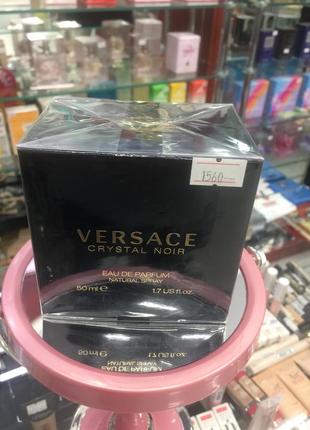 1560=
VERSACE
CRYSTAL NOIR
EAU DE PARFUM
NATURAL SPRAY
50 ml e 1.7 US fl.oz.